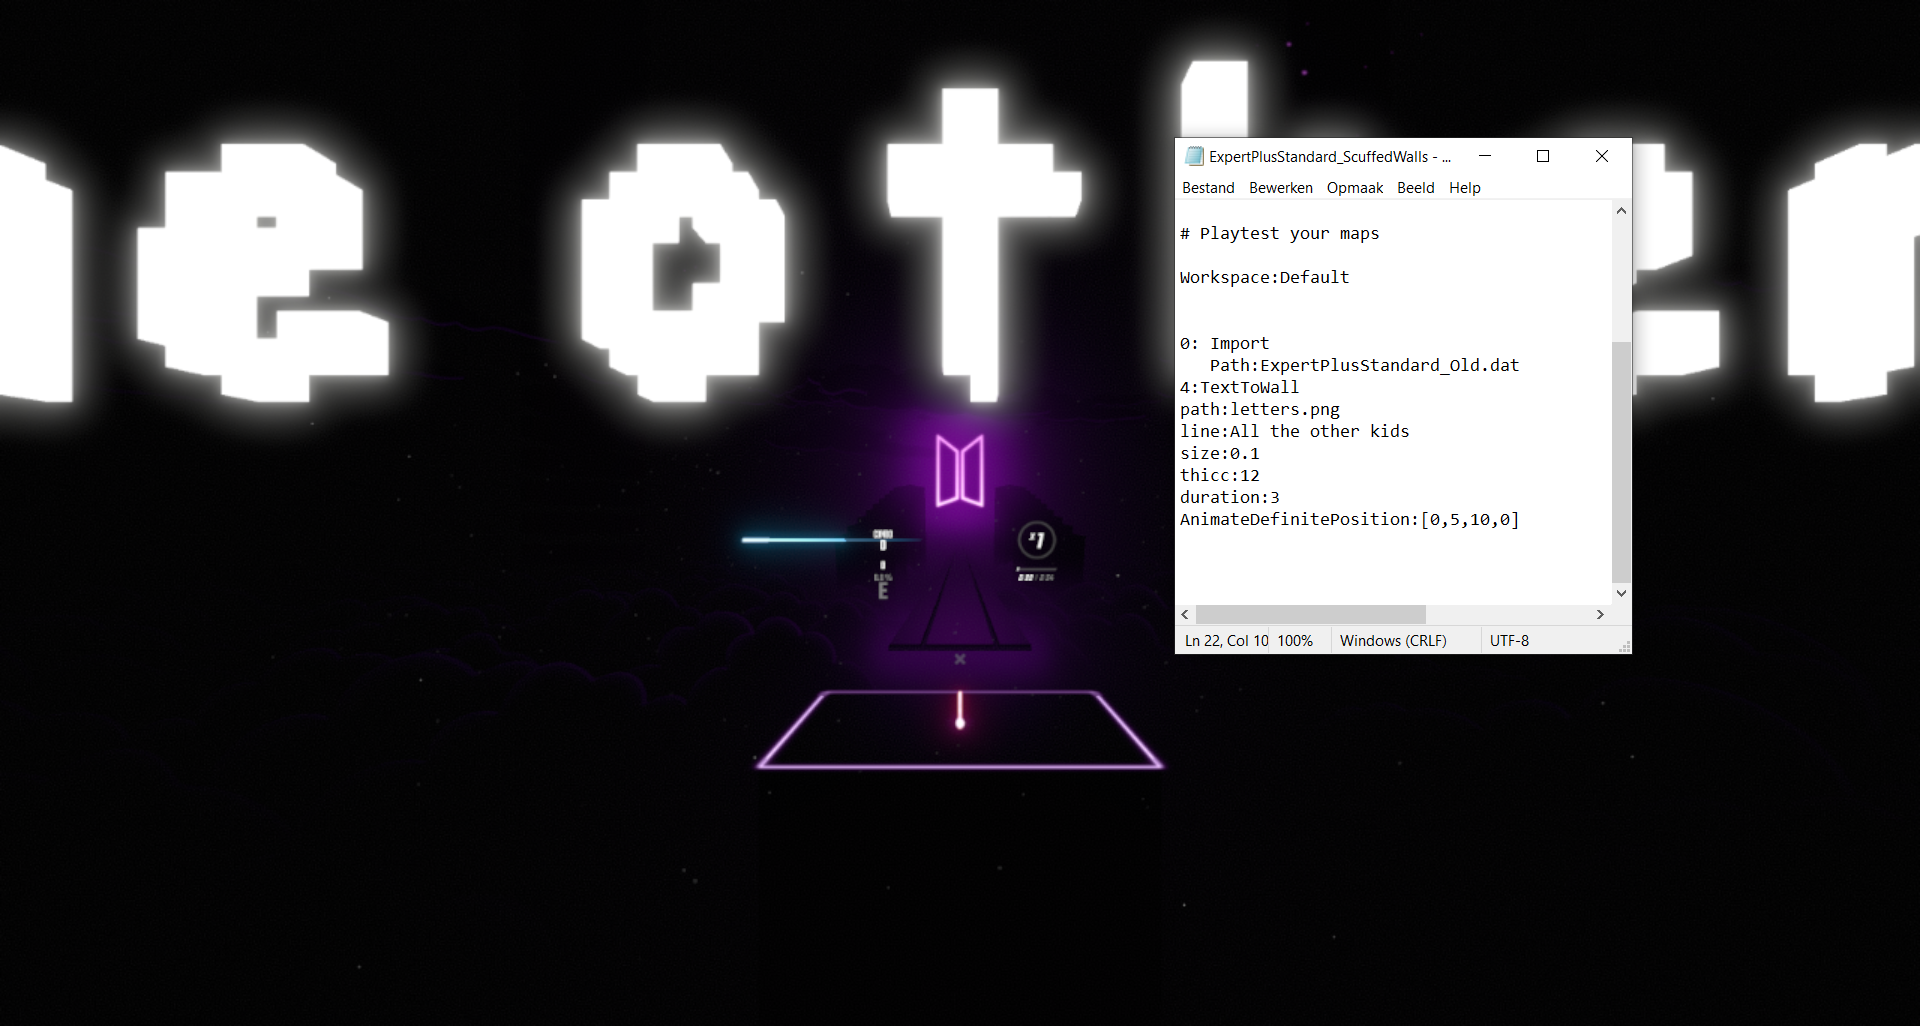 he other
ExpertPlusStandard_ScuffedWalls - ...
Bestand Bewerken Opmaak Beeld Help
# Playtest your maps
Workspace:Default
0: Import
Path:ExpertPlusStandard_Old.dat
4:TextToWall
path:letters.png
line:All the other kids
size:0.1
thicc:12
duration:3
AnimateDefinitePosition:[0,5,10,0]
Ln 22, Col 10 100% Windows (CRLF) UTF-8
COMBO
0
x1
E